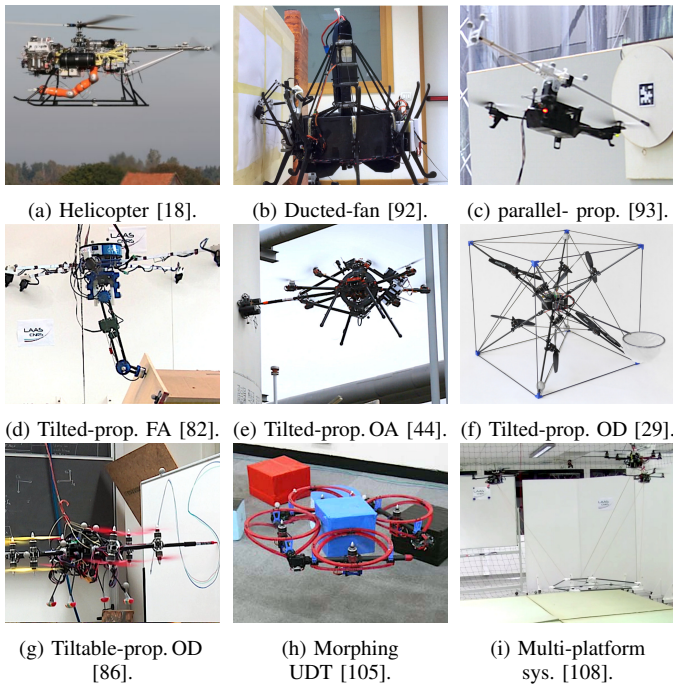 (a) Helicopter [18].
(b) Ducted-fan [92].
(c) parallel- prop. [93].
LAAS
CNRS
LAAS
CNRS
(d) Tilted-prop. FA [82].
(e) Tilted-prop. OA [44].
(f) Tilted-prop. OD [29].
(g) Tiltable-prop. OD
[86].
(h) Morphing
UDT [105].
(i) Multi-platform
sys. [108].